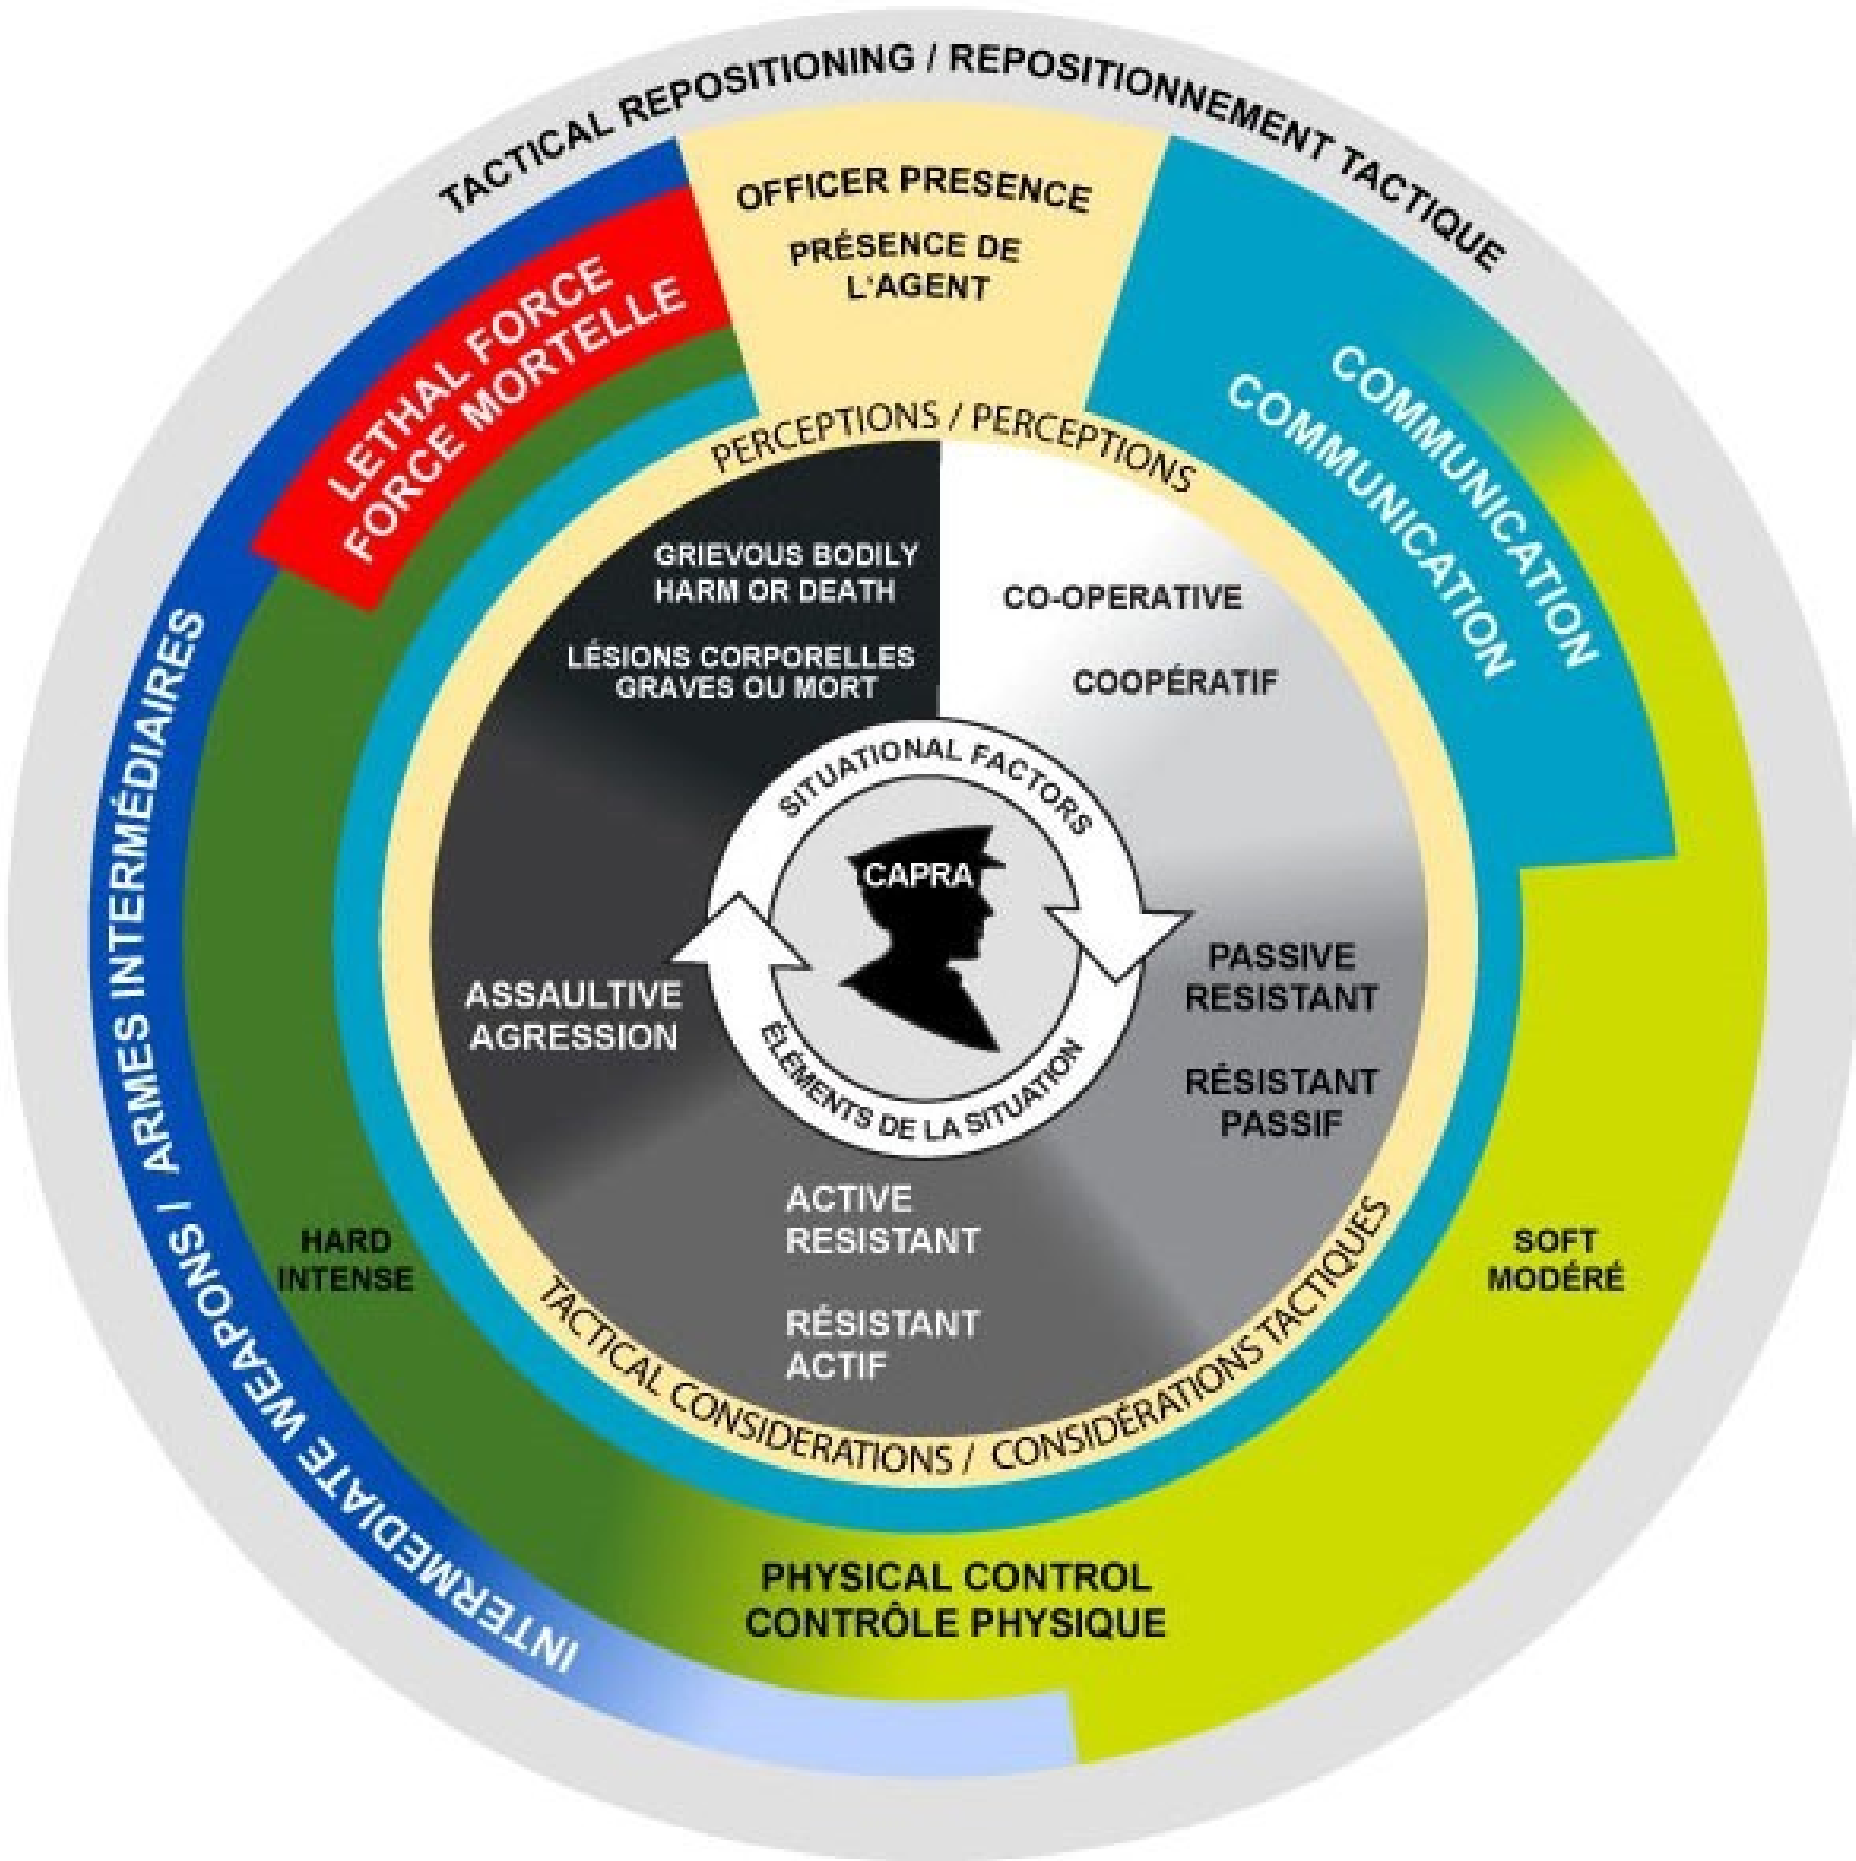 TACTICAL REPOSITIONING / REPOSITIONNEMENT TACTIQUE
OFFICER PRESENCE
PRÉSENCE DE
L'AGENT
LETHAL FORCE
FORCE MORTELLE
COMMUNICATION
COMMUNICATION
PERCEPTIONS / PERCEPTIONS
GRIEVOUS BODILY
HARM OR DEATH
LÉSIONS CORPORELLES
GRAVES OU MORT
CO-OPERATIVE
COOPÉRATIF
SITUATIONAL FACTORS
CAPRA
ÉLÉMENTS DE LA SITUATION
ASSAULTIVE
AGRESSION
PASSIVE
RESISTANT
RÉSISTANT
PASSIF
ACTIVE
RESISTANT
RÉSISTANT
ACTIF
TACTICAL CONSIDERATIONS / CONSIDÉRATIONS TACTIQUES
HARD
INTENSE
SOFT
MODÉRÉ
INTERMEDIATE WEAPONS / ARMES INTERMÉDIAIRES
PHYSICAL CONTROL
CONTRÔLE PHYSIQUE